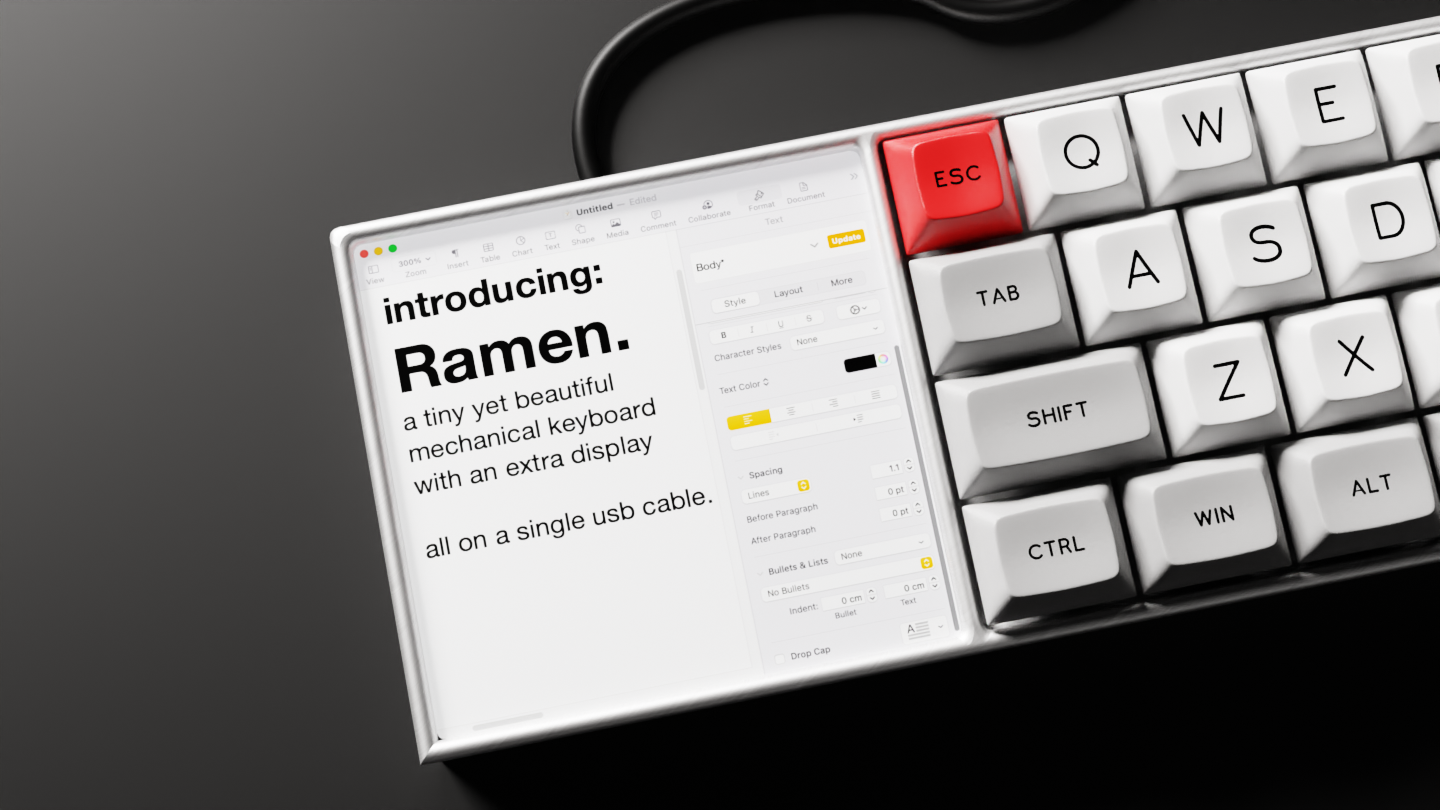 Untitled — Edited
300%
View
Zoom
Insert
Table
Chart
Text
Shape
Media
Comment
Collaborate
Format
Document
introducing:
Ramen.
a tiny yet beautiful
mechanical keyboard
with an extra display
all on a single usb cable.
Text
Body*
Update
Style
Layout
More
B I U S
Character Styles
None
Text Color
Spacing
1.1
Lines
Before Paragraph
0 pt
After Paragraph
0 pt
Bullets & Lists
None
No Bullets
Indent:
0 cm
0 cm
Bullet
Text
Drop Cap
A
ESC Q W E
TAB A S D
SHIFT Z X
CTRL WIN ALT